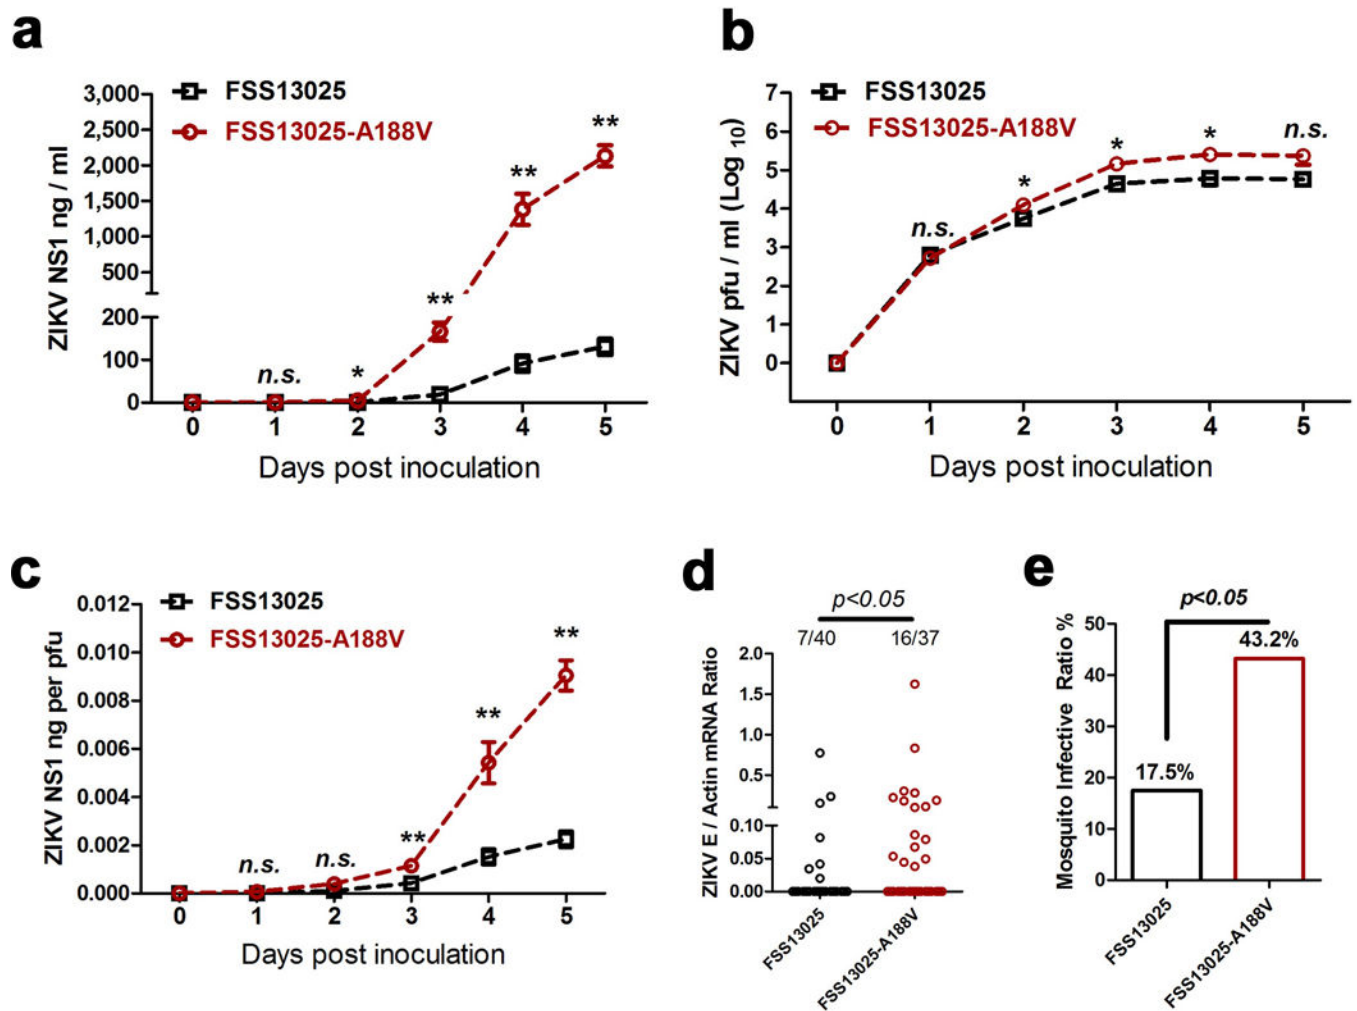 a
FSS13025
FSS13025-A188V
ZIKV NS1 ng / ml
3,000
2,500
2,000
1,500
1,000
500
200
100
0
n.s.
*
**
**
**
0 1 2 3 4 5
Days post inoculation
b
FSS13025
FSS13025-A188V
ZIKV pfu / ml (Log 10)
7
6
5
4
3
2
1
0
n.s.
*
*
*
n.s.
0 1 2 3 4 5
Days post inoculation
c
FSS13025
FSS13025-A188V
ZIKV NS1 ng per pfu
0.012
0.010
0.008
0.006
0.004
0.002
0.000
n.s.
n.s.
**
**
**
0 1 2 3 4 5
Days post inoculation
d
p<0.05
7/40 16/37
ZIKV E / Actin mRNA Ratio
2.0
1.5
1.0
0.5
0.10
0.05
0.00
FSS13025
FSS13025-A188V
e
p<0.05
Mosquito Infective Ratio %
50
40
30
20
10
0
17.5%
43.2%
FSS13025
FSS13025-A188V